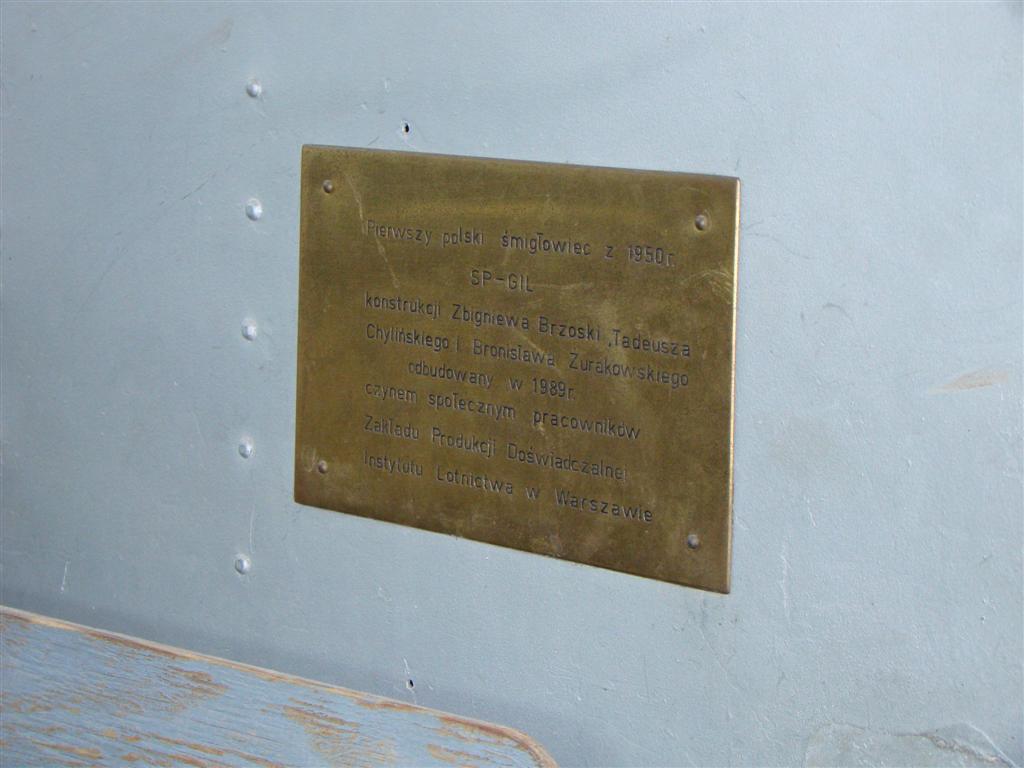 Pierwszy polski śmigłowiec z 1950r.
SP-GIL
konstrukcji Zbigniewa Brzoski ,Tadeusza
Chylińskiego i Bronisława Żurakowskiego
odbudowany w 1989r.
czynem społecznym pracowników
Zakładu Produkcji Doświadczalnej
Instytutu Lotnictwa w Warszawie